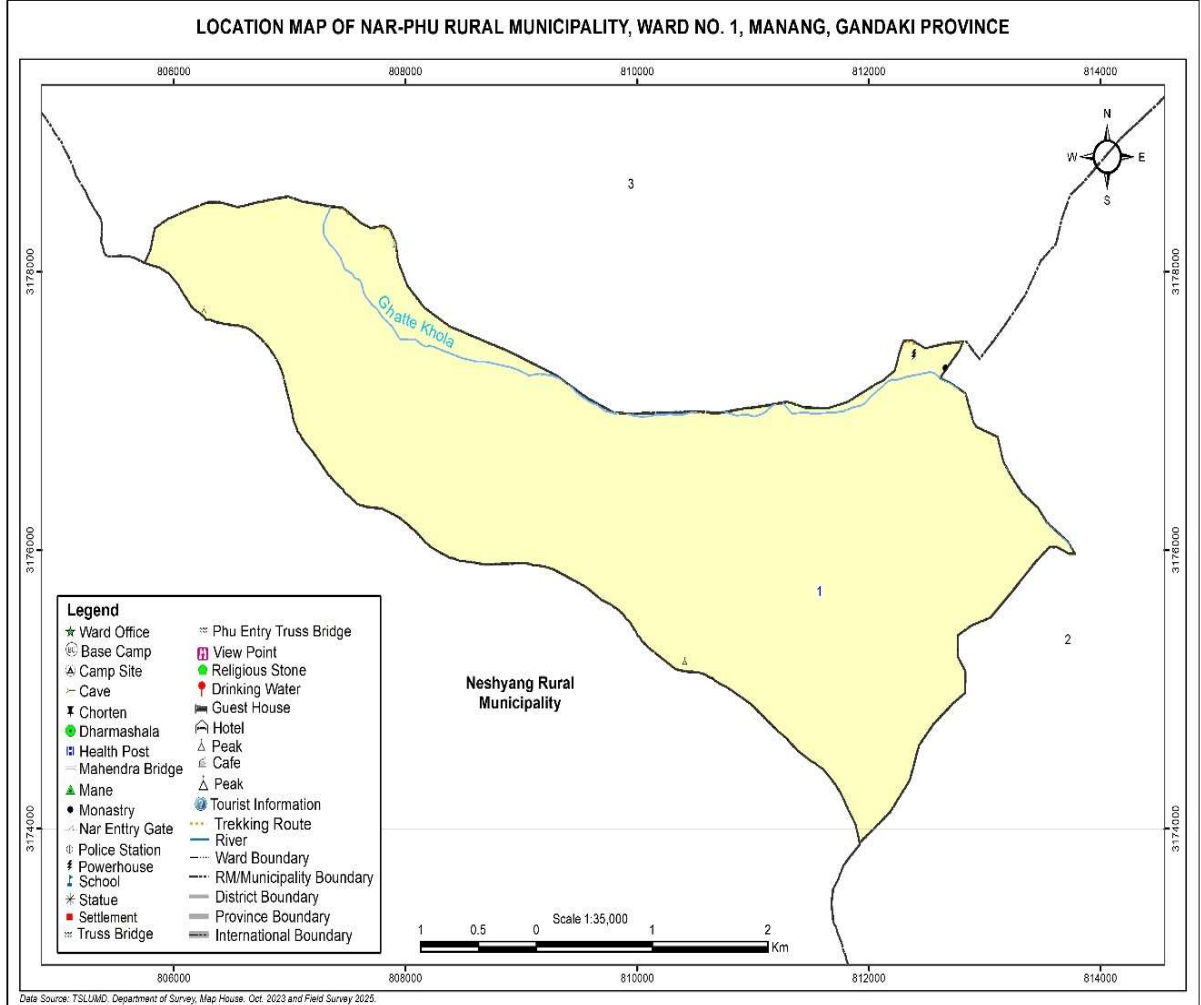 LOCATION MAP OF NAR-PHU RURAL MUNICIPALITY, WARD NO. 1, MANANG, GANDAKI PROVINCE
806000
808000
810000
812000
814000
N
W
E
S
3
3178000
3178000
Ghatte Khola
3176000
3176000
1
2
Neshyang Rural
Municipality
Legend
Ward Office
Base Camp
Camp Site
Cave
Chorten
Dharmashala
Health Post
Mahendra Bridge
Mane
Monastry
Nar Entry Gate
Police Station
Powerhouse
School
Statue
Settlement
Truss Bridge
Phu Entry Truss Bridge
View Point
Religious Stone
Drinking Water
Guest House
Hotel
Peak
Cafe
Peak
Tourist Information
Trekking Route
River
Ward Boundary
RM/Municipality Boundary
District Boundary
Province Boundary
International Boundary
3174000
3174000
Scale 1:35,000
1
0.5
0
1
2
Km
806000
808000
810000
812000
814000
Data Source: TSLUMD, Department of Survey, Map House, Oct. 2023 and Field Survey 2025.